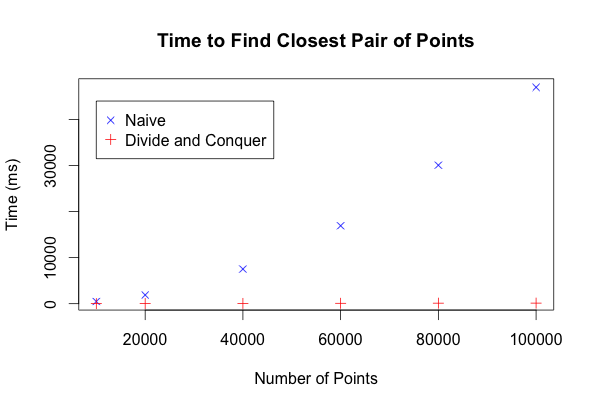 Time to Find Closest Pair of Points
Naive
Divide and Conquer
Time (ms)
30000
10000
0
20000 40000 60000 80000 100000
Number of Points